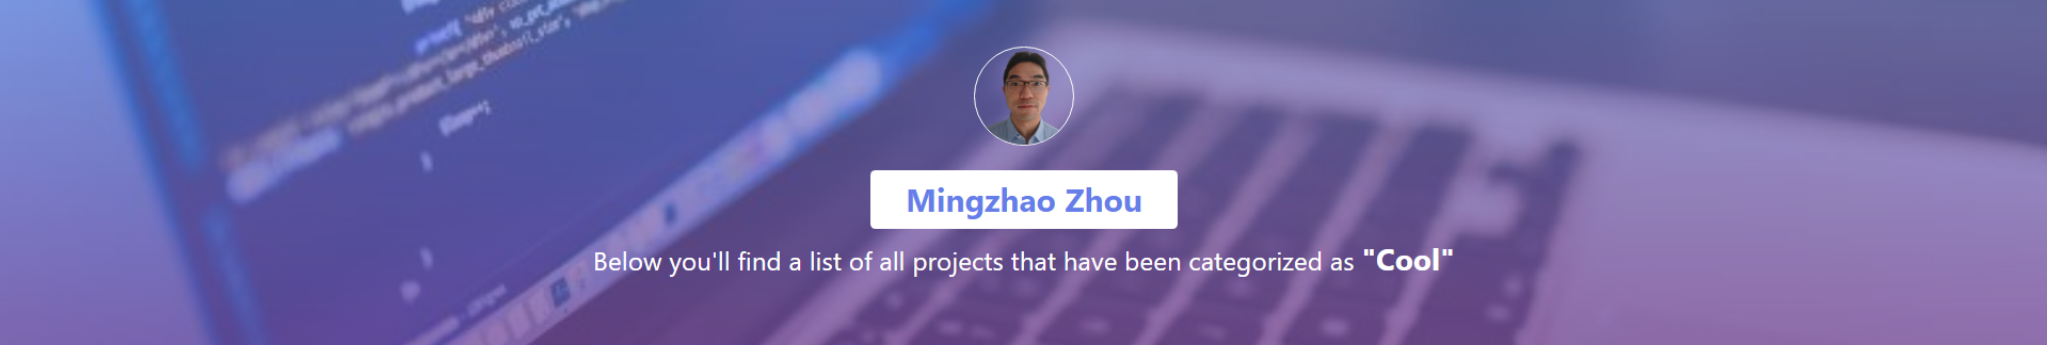 Mingzhao Zhou
Below you'll find a list of all projects that have been categorized as "Cool"